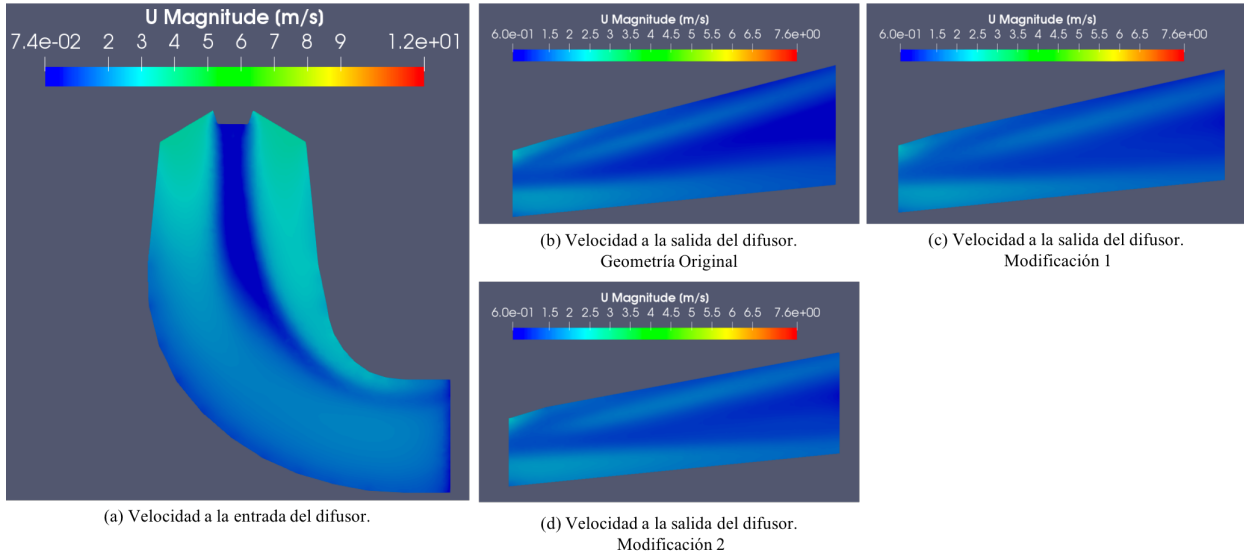 U Magnitude (m/s)
7.4e-02 2 3 4 5 6 7 8 9 1.2e+01
(a) Velocidad a la entrada del difusor.
U Magnitude (m/s)
6.0e-01 1.5 2 2.5 3 3.5 4 4.5 5 5.5 6 6.5 7.6e+00
(b) Velocidad a la salida del difusor.
Geometría Original
U Magnitude (m/s)
6.0e-01 1.5 2 2.5 3 3.5 4 4.5 5 5.5 6 6.5 7.6e+00
(c) Velocidad a la salida del difusor.
Modificación 1
U Magnitude (m/s)
6.0e-01 1.5 2 2.5 3 3.5 4 4.5 5 5.5 6 6.5 7.6e+00
(d) Velocidad a la salida del difusor.
Modificación 2